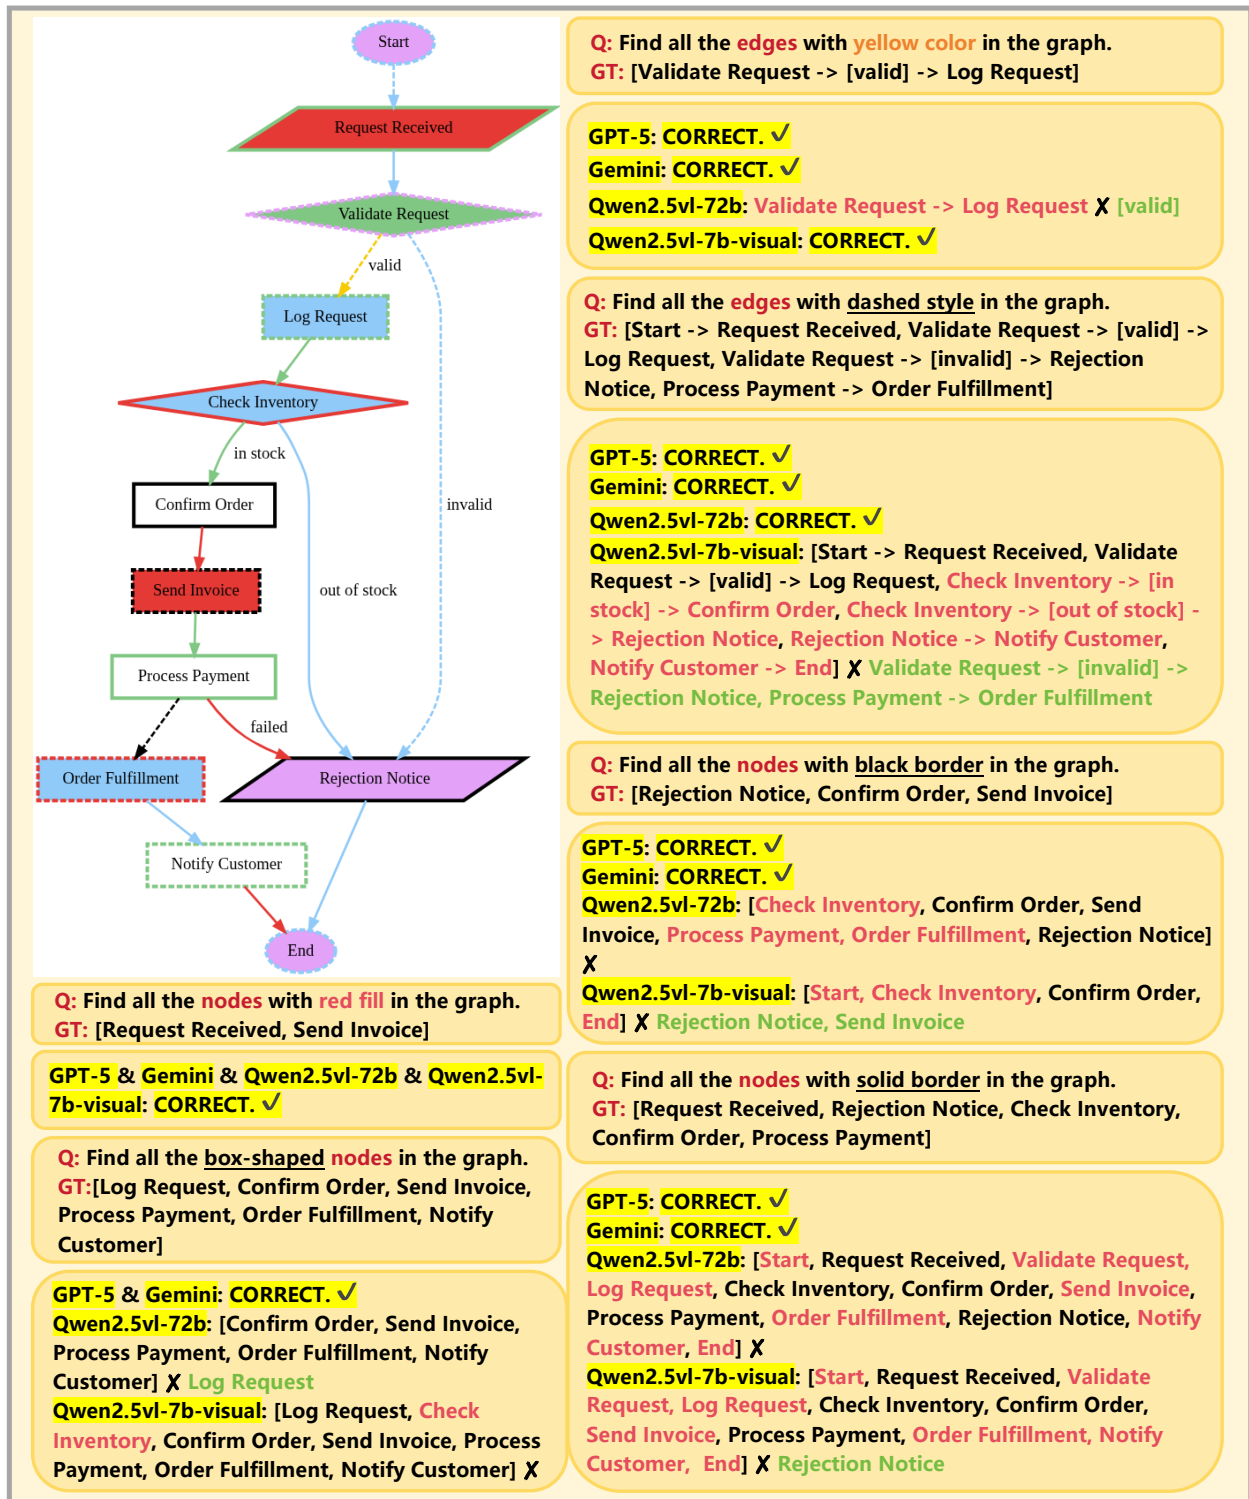 Start
Request Received
Validate Request
valid
Log Request
Check Inventory
in stock
Confirm Order
invalid
Send Invoice
out of stock
Process Payment
failed
Order Fulfillment
Rejection Notice
Notify Customer
End
Q: Find all the nodes with red fill in the graph.
GT: [Request Received, Send Invoice]
GPT-5 & Gemini & Qwen2.5vl-72b & Qwen2.5vl-
7b-visual: CORRECT. ✓
Q: Find all the box-shaped nodes in the graph.
GT:[Log Request, Confirm Order, Send Invoice,
Process Payment, Order Fulfillment, Notify
Customer]
GPT-5 & Gemini: CORRECT. ✓
Qwen2.5vl-72b: [Confirm Order, Send Invoice,
Process Payment, Order Fulfillment, Notify
Customer] ✘ Log Request
Qwen2.5vl-7b-visual: [Log Request, Check
Inventory, Confirm Order, Send Invoice, Process
Payment, Order Fulfillment, Notify Customer] ✘
Q: Find all the edges with yellow color in the graph.
GT: [Validate Request -> [valid] -> Log Request]
GPT-5: CORRECT. ✓
Gemini: CORRECT. ✓
Qwen2.5vl-72b: Validate Request -> Log Request ✘ [valid]
Qwen2.5vl-7b-visual: CORRECT. ✓
Q: Find all the edges with dashed style in the graph.
GT: [Start -> Request Received, Validate Request -> [valid] ->
Log Request, Validate Request -> [invalid] -> Rejection
Notice, Process Payment -> Order Fulfillment]
GPT-5: CORRECT. ✓
Gemini: CORRECT. ✓
Qwen2.5vl-72b: CORRECT. ✓
Qwen2.5vl-7b-visual: [Start -> Request Received, Validate
Request -> [valid] -> Log Request, Check Inventory -> [in
stock] -> Confirm Order, Check Inventory -> [out of stock] -
> Rejection Notice, Rejection Notice -> Notify Customer,
Notify Customer -> End] ✘ Validate Request -> [invalid] ->
Rejection Notice, Process Payment -> Order Fulfillment
Q: Find all the nodes with black border in the graph.
GT: [Rejection Notice, Confirm Order, Send Invoice]
GPT-5: CORRECT. ✓
Gemini: CORRECT. ✓
Qwen2.5vl-72b: [Check Inventory, Confirm Order, Send
Invoice, Process Payment, Order Fulfillment, Rejection Notice]
✘
Qwen2.5vl-7b-visual: [Start, Check Inventory, Confirm Order,
End] ✘ Rejection Notice, Send Invoice
Q: Find all the nodes with solid border in the graph.
GT: [Request Received, Rejection Notice, Check Inventory,
Confirm Order, Process Payment]
GPT-5: CORRECT. ✓
Gemini: CORRECT. ✓
Qwen2.5vl-72b: [Start, Request Received, Validate Request,
Log Request, Check Inventory, Confirm Order, Send Invoice,
Process Payment, Order Fulfillment, Rejection Notice, Notify
Customer, End] ✘
Qwen2.5vl-7b-visual: [Start, Request Received, Validate
Request, Log Request, Check Inventory, Confirm Order,
Send Invoice, Process Payment, Order Fulfillment, Notify
Customer, End] ✘ Rejection Notice